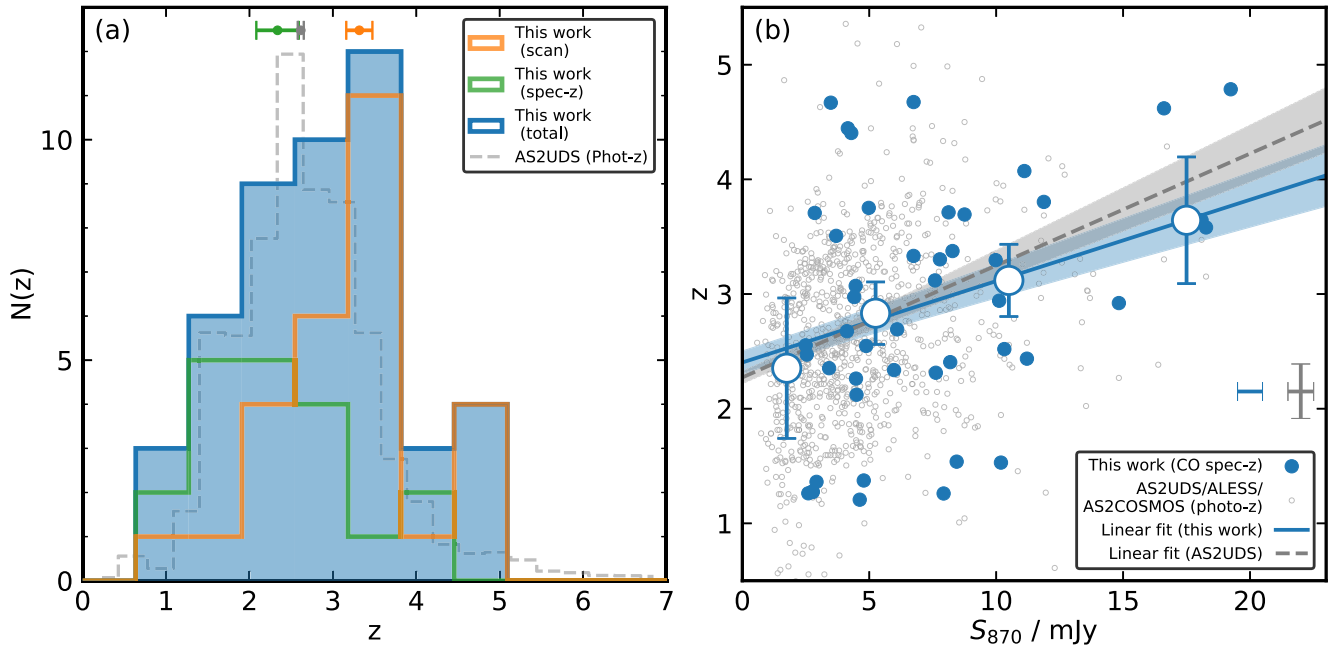 (a)
This work
(scan)
This work
(spec-z)
This work
(total)
AS2UDS (Phot-z)
N(z)
10
5
0
0 1 2 3 4 5 6 7
z
(b)
z
5
4
3
2
1
This work (CO spec-z)
AS2UDS/ALESS/
AS2COSMOS (photo-z)
Linear fit (this work)
Linear fit (AS2UDS)
0 5 10 15 20
S870 / mJy